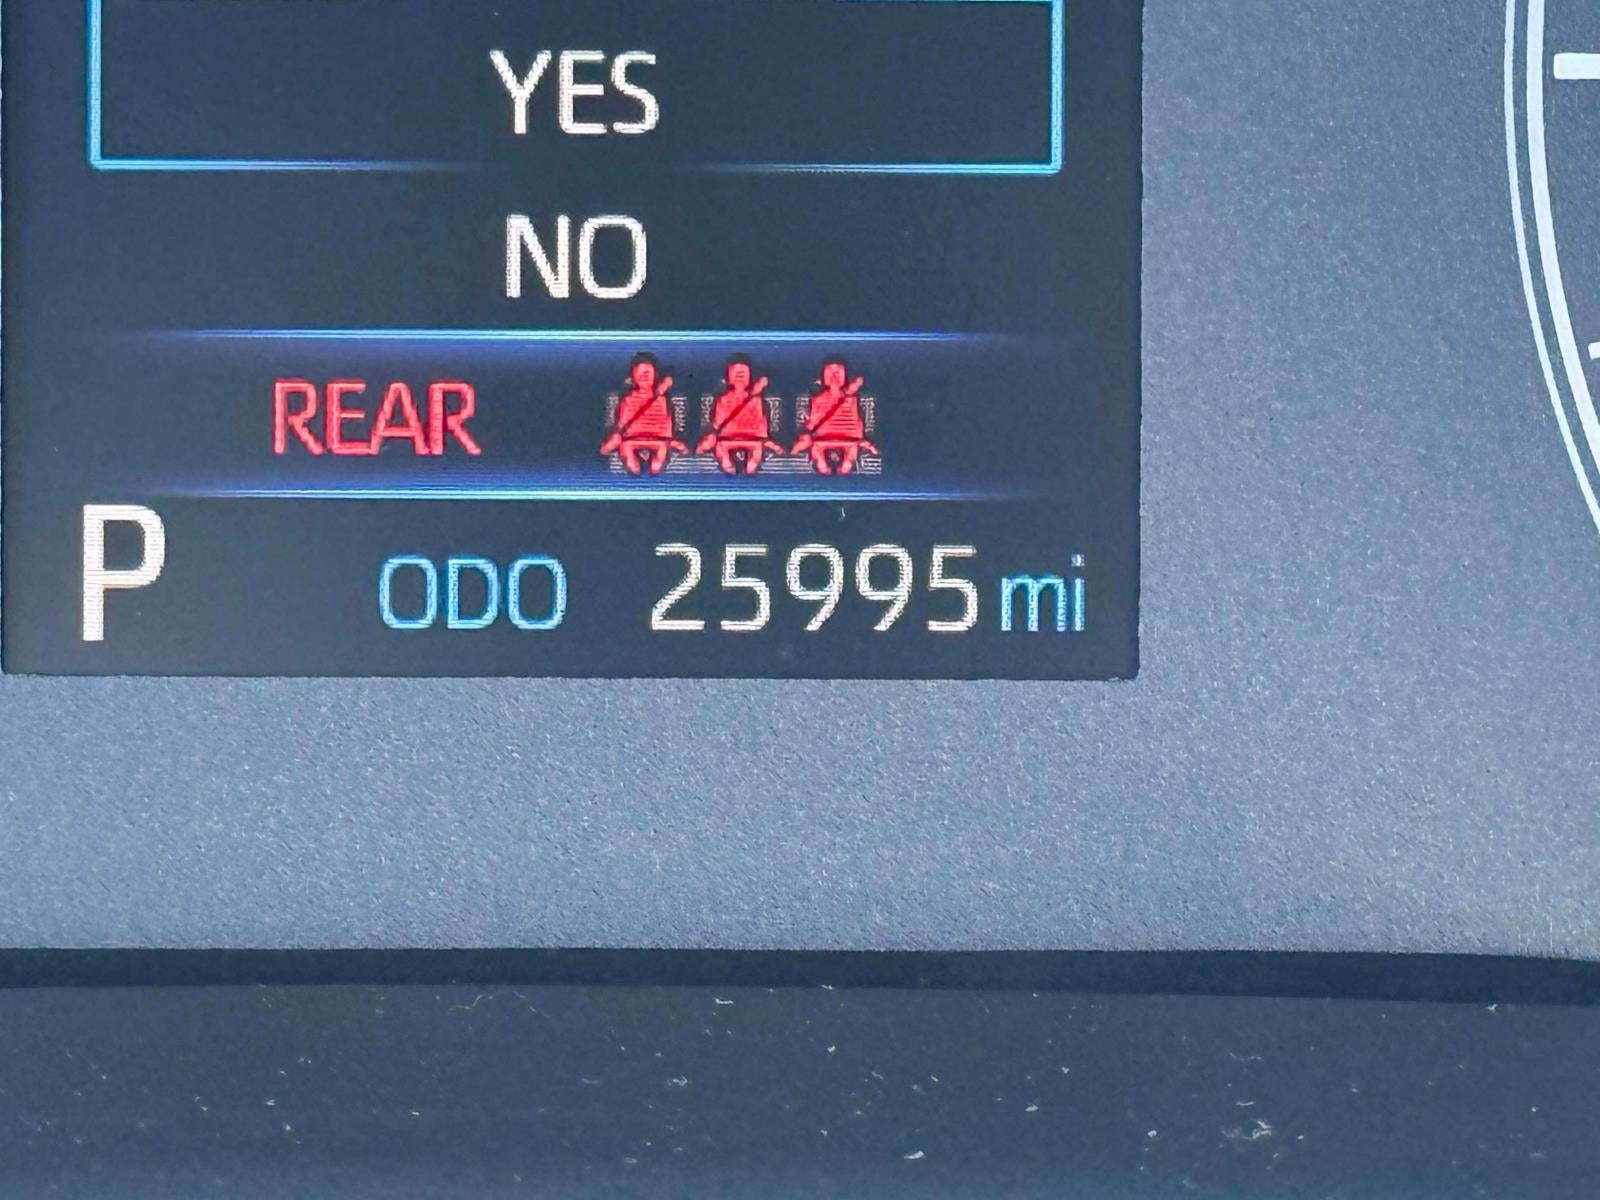 YES
NO
REAR
P ODO 25995 mi